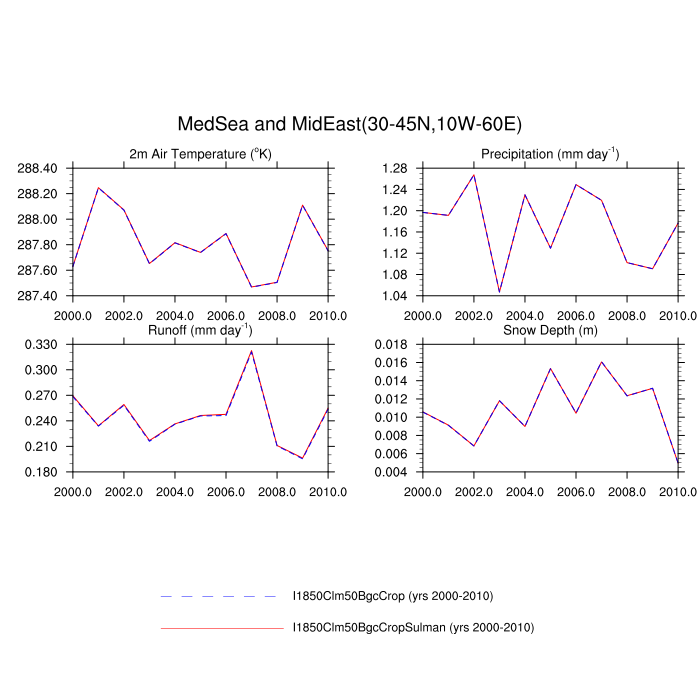 MedSea and MidEast(30-45N,10W-60E)
2m Air Temperature (°K)
288.40
288.20
288.00
287.80
287.60
287.40
2000.0 2002.0 2004.0 2006.0 2008.0 2010.0
Precipitation (mm day⁻¹)
1.28
1.24
1.20
1.16
1.12
1.08
1.04
2000.0 2002.0 2004.0 2006.0 2008.0 2010.0
Runoff (mm day⁻¹)
0.330
0.300
0.270
0.240
0.210
0.180
2000.0 2002.0 2004.0 2006.0 2008.0 2010.0
Snow Depth (m)
0.018
0.016
0.014
0.012
0.010
0.008
0.006
0.004
2000.0 2002.0 2004.0 2006.0 2008.0 2010.0
I1850Clm50BgcCrop (yrs 2000-2010)
I1850Clm50BgcCropSulman (yrs 2000-2010)